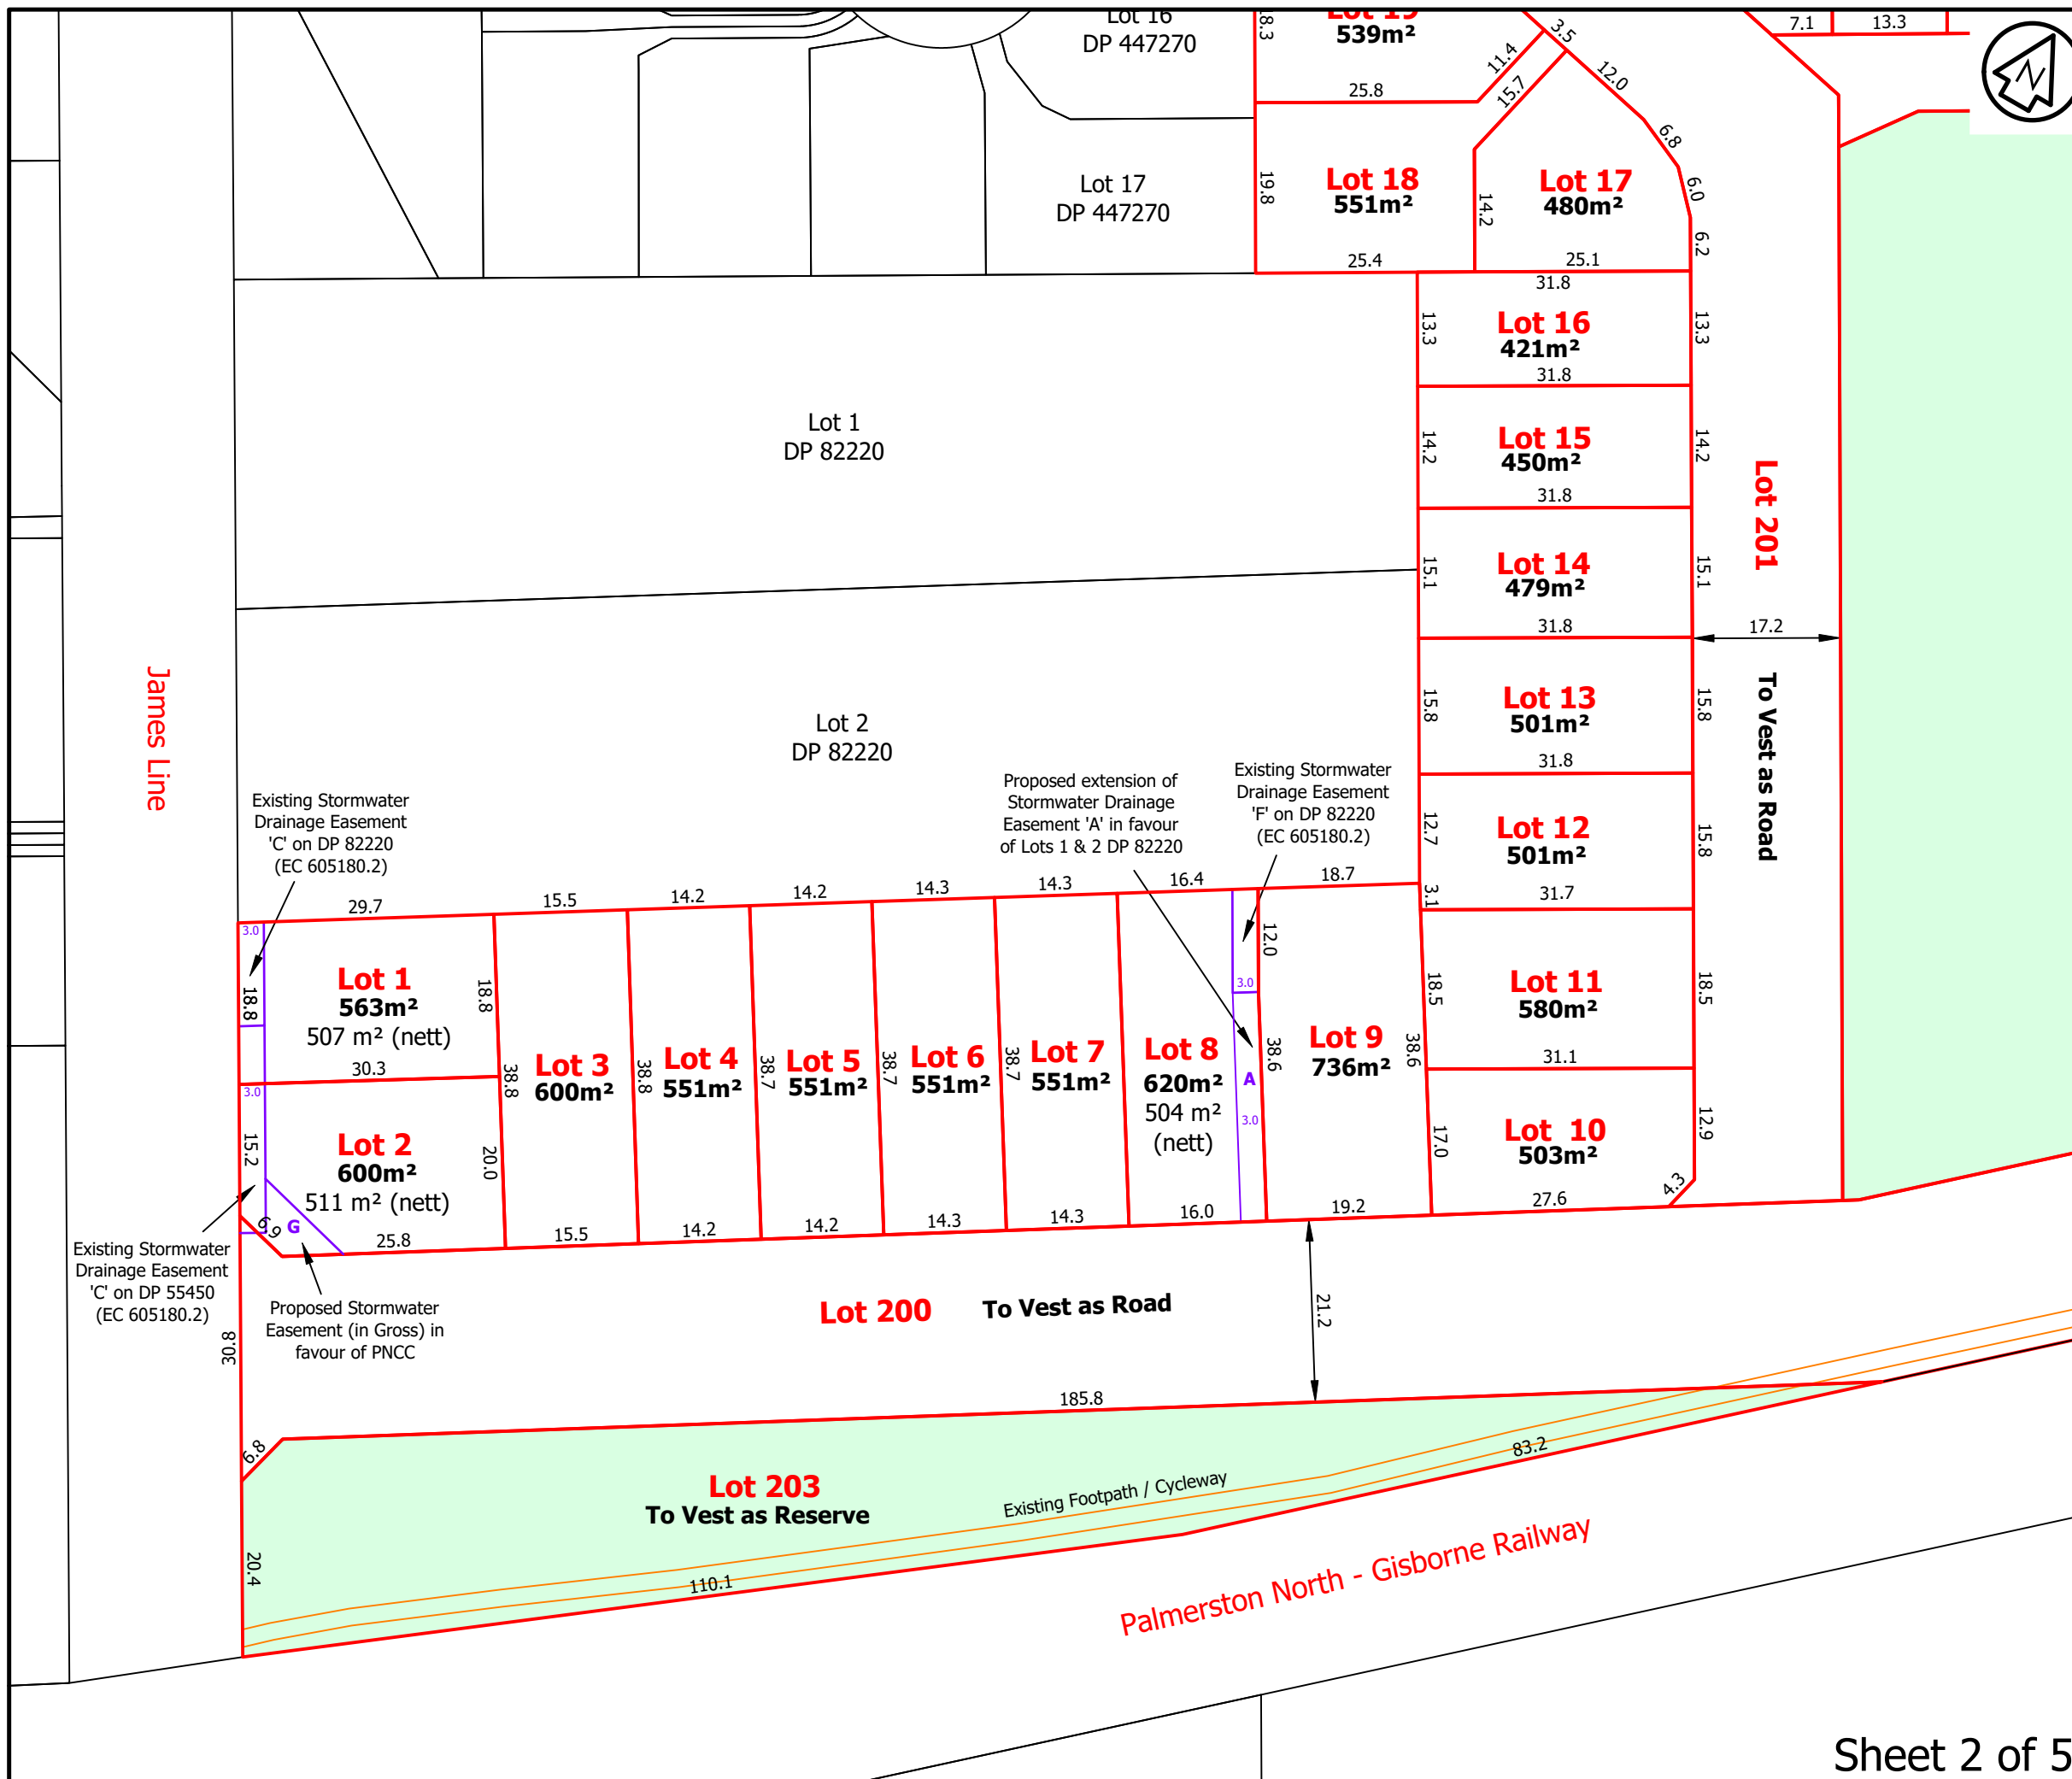 Lot 16
DP 447270
18.3
Lot 19
539m²
11.4
3.5
7.1
13.3
N
25.8
15.7
12.0
6.8
Lot 17
DP 447270
19.8
Lot 18
551m²
14.2
Lot 17
480m²
6.0
6.2
25.4
25.1
31.8
13.3
Lot 16
421m²
13.3
31.8
Lot 1
DP 82220
14.2
Lot 15
450m²
14.2
31.8
Lot 201
15.1
Lot 14
479m²
15.1
31.8
17.2
James Line
Lot 2
DP 82220
15.8
Lot 13
501m²
15.8
To Vest as Road
31.8
Existing Stormwater
Drainage Easement
'C' on DP 82220
(EC 605180.2)
Proposed extension of
Stormwater Drainage
Easement 'A' in favour
of Lots 1 & 2 DP 82220
Existing Stormwater
Drainage Easement
'F' on DP 82220
(EC 605180.2)
12.7
Lot 12
501m²
15.8
29.7
15.5
14.2
14.2
14.3
14.3
16.4
18.7
3.1
31.7
3.0
18.8
Lot 1
563m²
507 m² (nett)
18.8
30.3
12.0
3.0
18.5
Lot 11
580m²
18.5
31.1
38.8
Lot 3
600m²
38.8
Lot 4
551m²
38.7
Lot 5
551m²
38.7
Lot 6
551m²
38.7
Lot 7
551m²
Lot 8
620m²
504 m²
(nett)
A
3.0
38.6
Lot 9
736m²
38.6
3.0
15.2
Lot 2
600m²
511 m² (nett)
20.0
17.0
Lot 10
503m²
12.9
4.3
6.9
G
25.8
15.5
14.2
14.2
14.3
14.3
16.0
19.2
27.6
Existing Stormwater
Drainage Easement
'C' on DP 55450
(EC 605180.2)
Proposed Stormwater
Easement (in Gross) in
favour of PNCC
30.8
Lot 200
To Vest as Road
21.2
185.8
6.8
83.2
Lot 203
To Vest as Reserve
Existing Footpath / Cycleway
20.4
110.1
Palmerston North - Gisborne Railway
Sheet 2 of 5